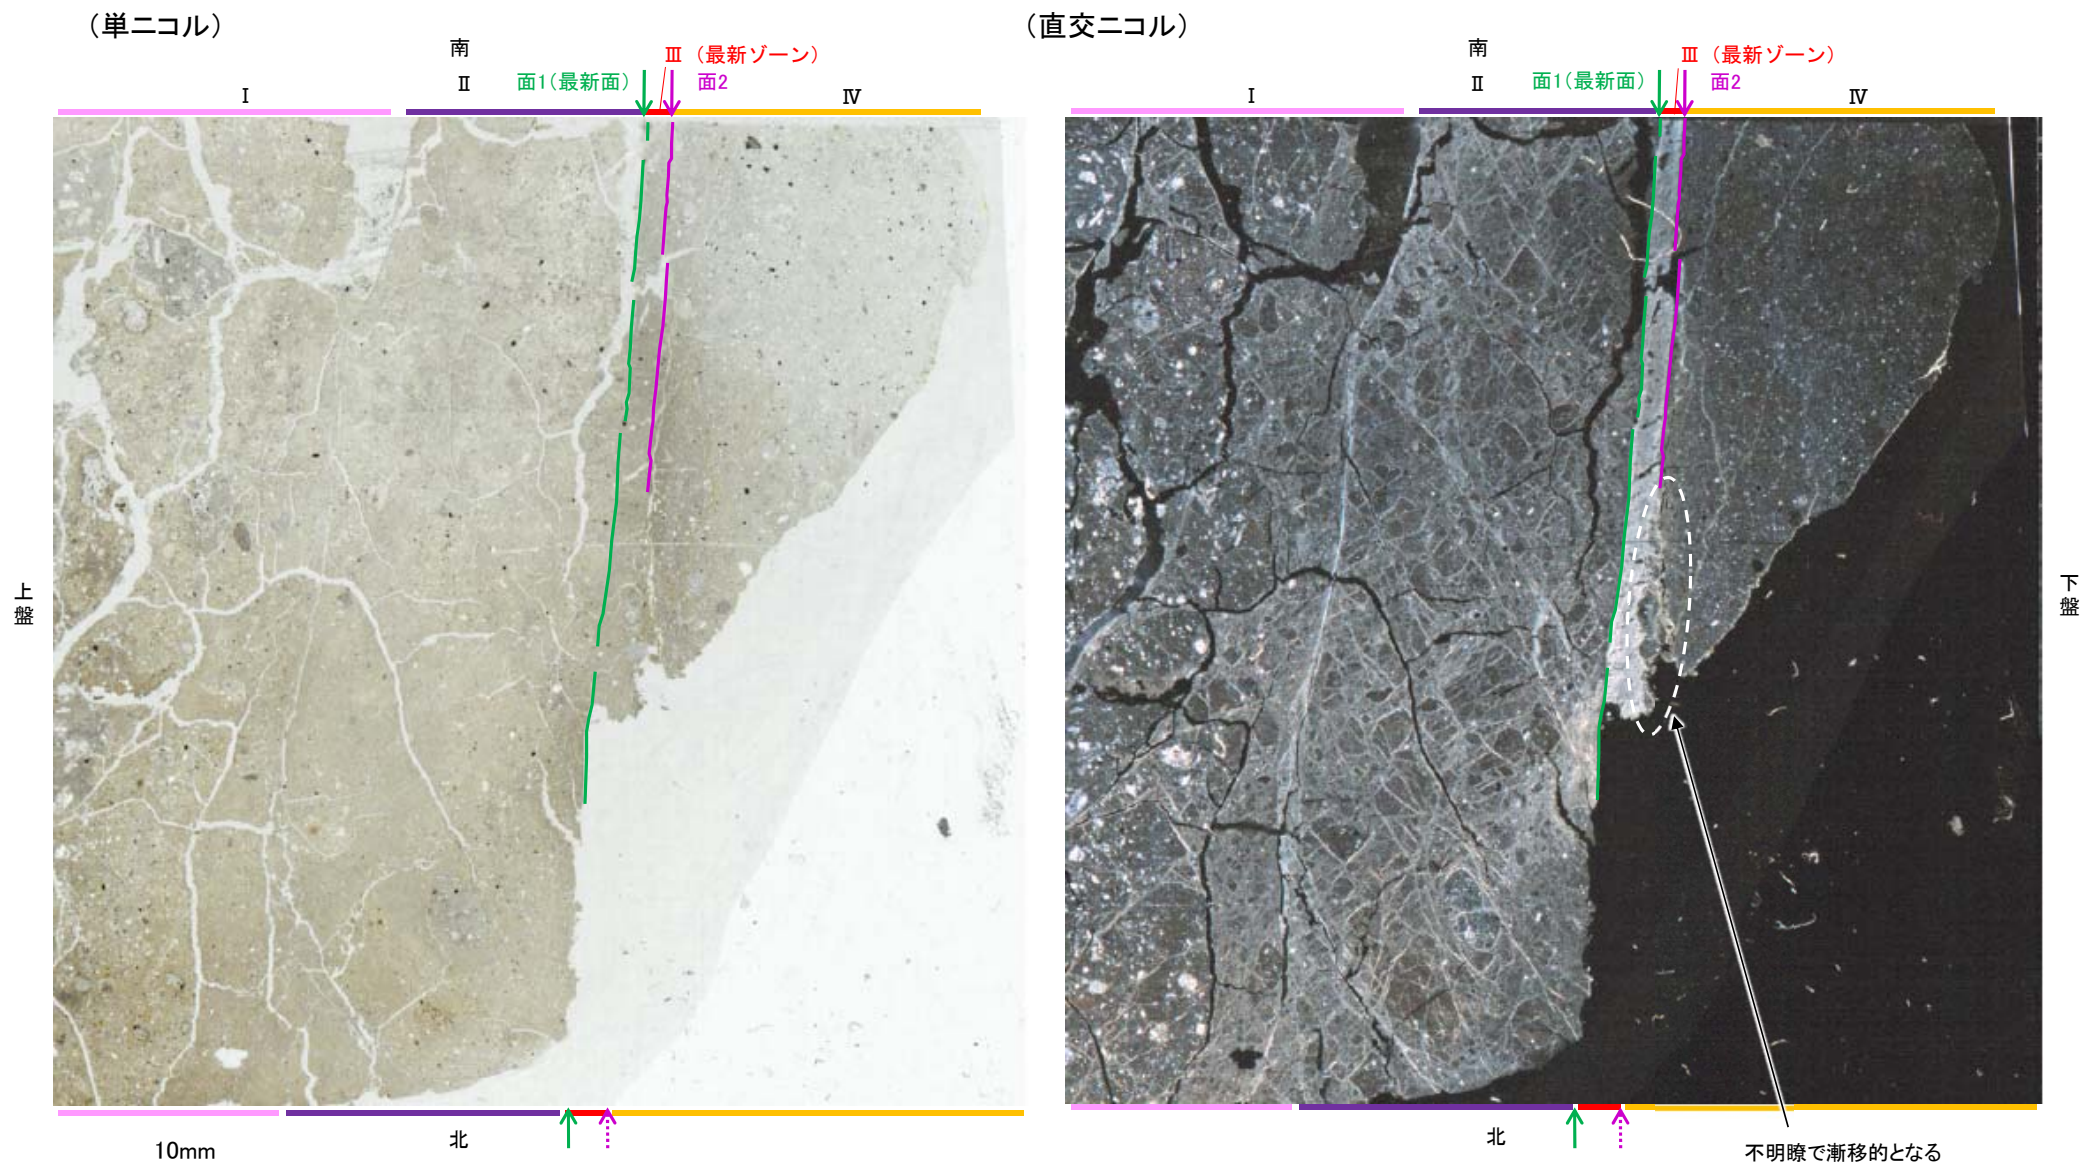 （単ニコル）
南
Ⅲ（最新ゾーン）
Ⅰ
Ⅱ
面1（最新面）
面2
Ⅳ
上盤
北
10mm
（直交ニコル）
南
Ⅲ（最新ゾーン）
Ⅰ
Ⅱ
面1（最新面）
面2
Ⅳ
下盤
北
不明瞭で漸移的となる